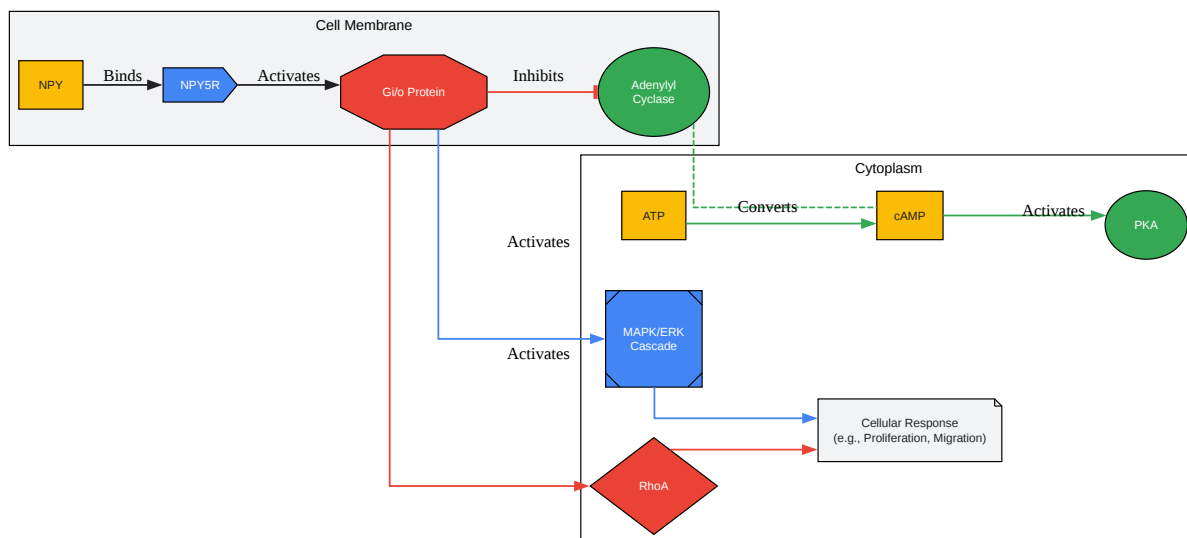 Cell Membrane
NPY
Binds
NPY5R
Activates
Gi/o Protein
Inhibits
Adenylyl
Cyclase
Cytoplasm
ATP
Converts
cAMP
Activates
PKA
Activates
MAPK/ERK
Cascade
Activates
Cellular Response
(e.g., Proliferation, Migration)
RhoA